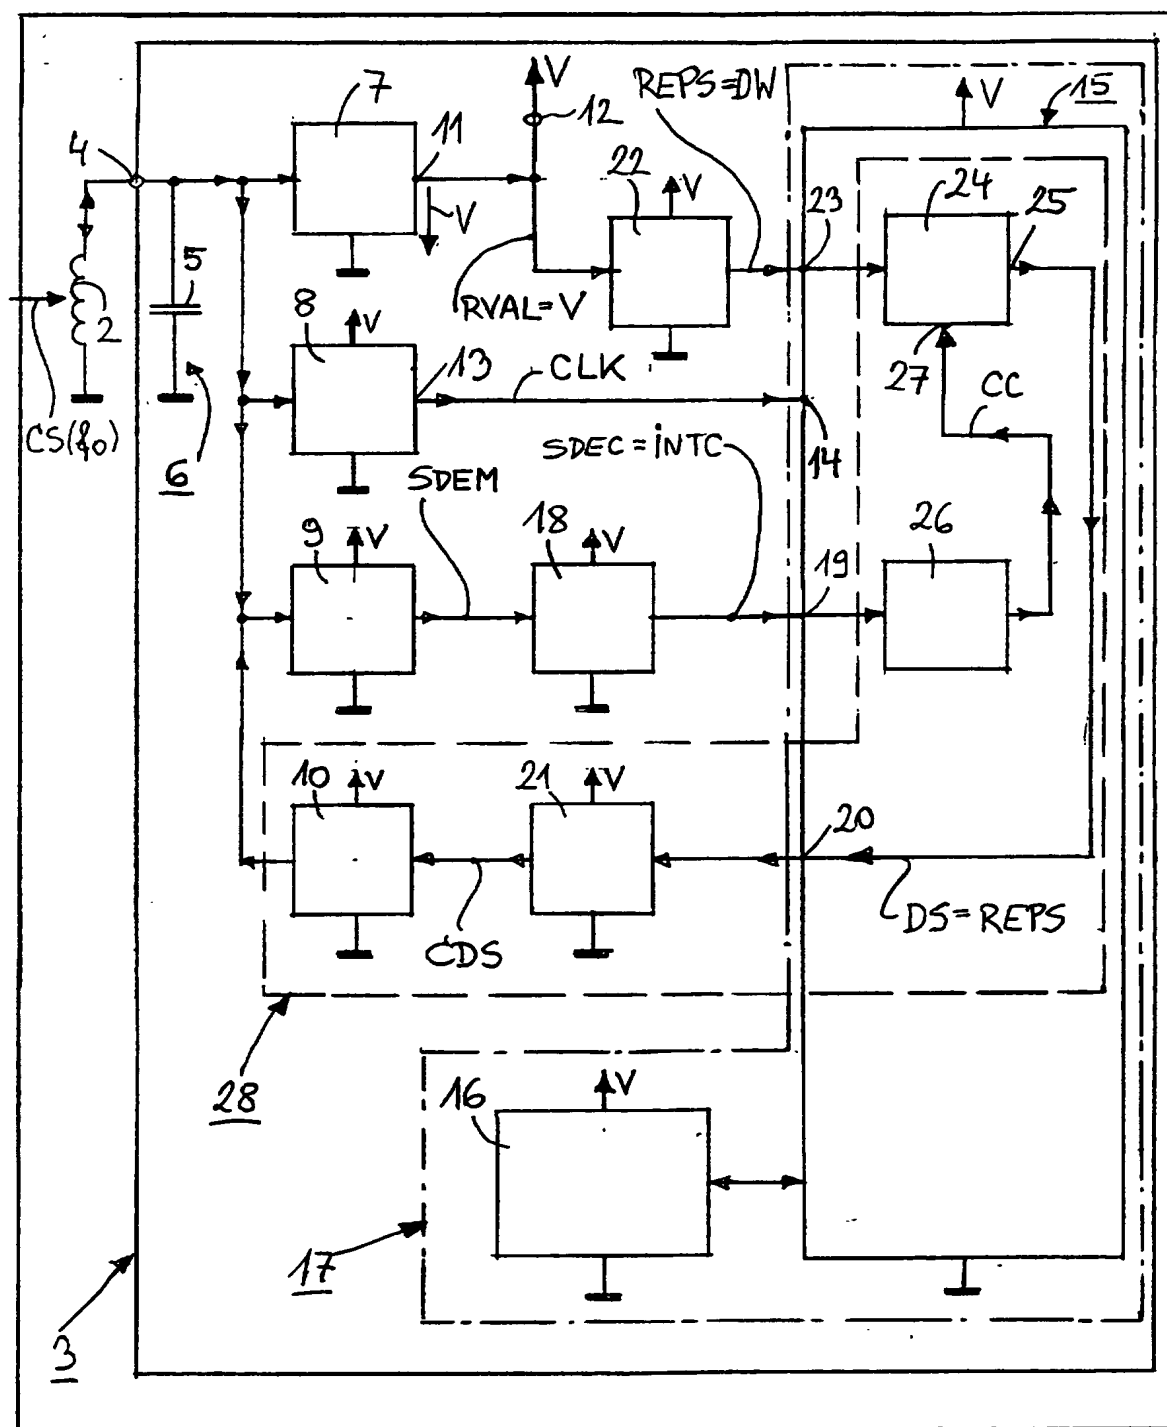 7
V
12
REPS=DW
V
15
4
11
22
V
23
24
25
V
5
2
8
V
RVAL=V
13
CLK
27
CC
CS(f0)
6
SDEM
SDEC=INTC
14
9
V
18
V
19
26
10
V
21
V
20
CDS
DS=REPS
28
16
V
17
3